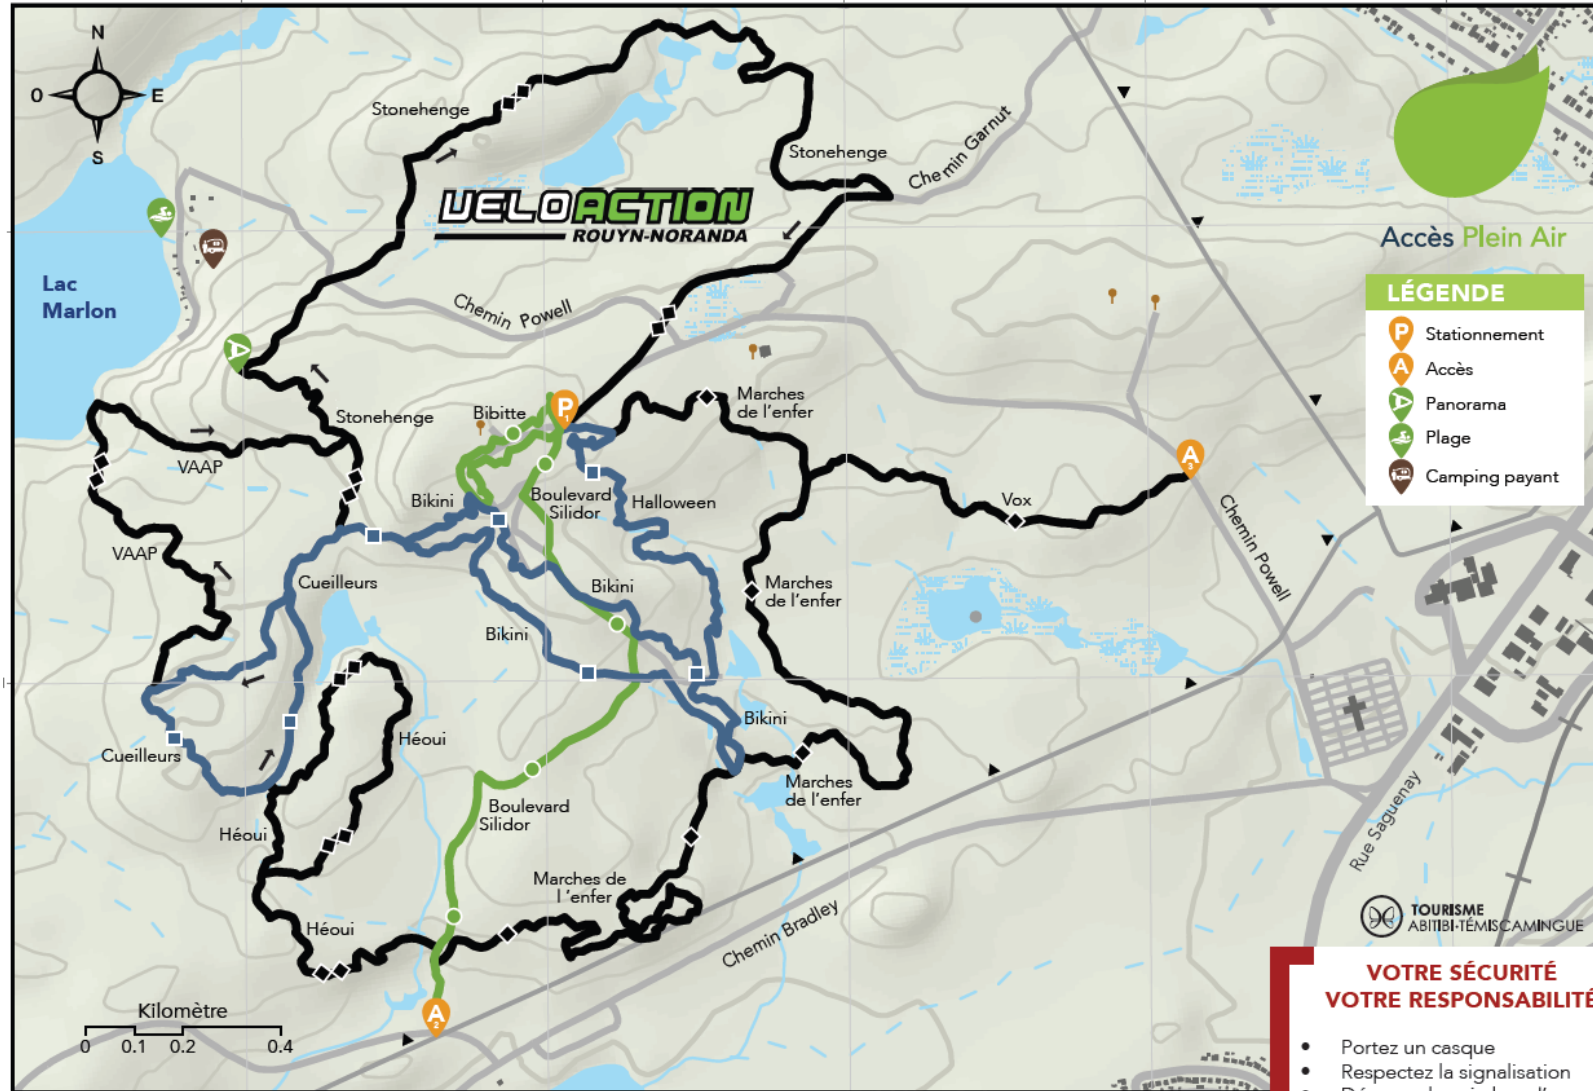 N
O
E
S
Stonehenge
Stonehenge
Chemin Garnut
VELOACTION
ROUYN-NORANDA
Accès Plein Air
Lac
Marlon
Chemin Powell
LÉGENDE
P Stationnement
A Accès
Panorama
Plage
Camping payant
Stonehenge
Bibitte
P
1
Marches
de l'enfer
VAAP
Bikini
Boulevard
Silidor
Halloween
A
3
Vox
Chemin Powell
VAAP
Cueilleurs
Bikini
Marches
de l'enfer
Bikini
Cueilleurs
Héoui
Bikini
Marches
de l'enfer
Héoui
Boulevard
Silidor
Rue Saguenay
Marches de
l'enfer
Héoui
Chemin Bradley
TOURISME
ABITIBI-TÉMISCAMINGUE
A
2
Kilomètre
0 0.1 0.2 0.4
VOTRE SÉCURITÉ
VOTRE RESPONSABILITÉ
• Portez un casque
• Respectez la signalisation